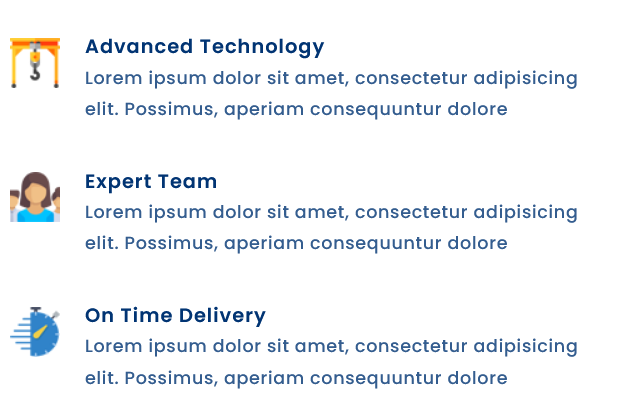 Advanced Technology
Lorem ipsum dolor sit amet, consectetur adipisicing
elit. Possimus, aperiam consequuntur dolore
Expert Team
Lorem ipsum dolor sit amet, consectetur adipisicing
elit. Possimus, aperiam consequuntur dolore
On Time Delivery
Lorem ipsum dolor sit amet, consectetur adipisicing
elit. Possimus, aperiam consequuntur dolore